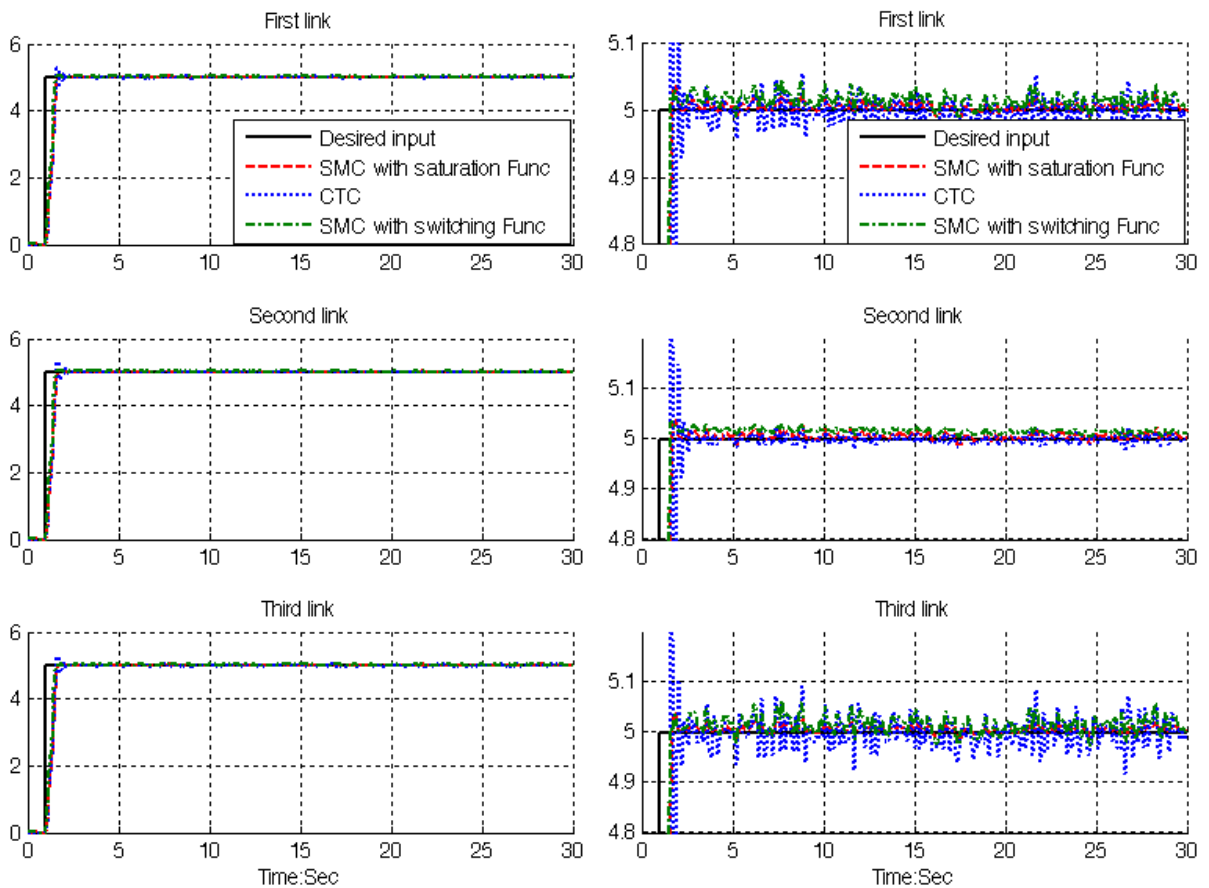 First link
6
4
2
0
0 5 10 15 20 25 30
Desired input
SMC with saturation Func
CTC
SMC with switching Func
First link
5.1
5
4.9
4.8
0 5 10 15 20 25 30
Desired input
SMC with saturation Func
CTC
SMC with switching Func
Second link
6
4
2
0
0 5 10 15 20 25 30
Second link
5.1
5
4.9
4.8
0 5 10 15 20 25 30
Third link
6
4
2
0
0 5 10 15 20 25 30
Time:Sec
Third link
5.1
5
4.9
4.8
0 5 10 15 20 25 30
Time:Sec